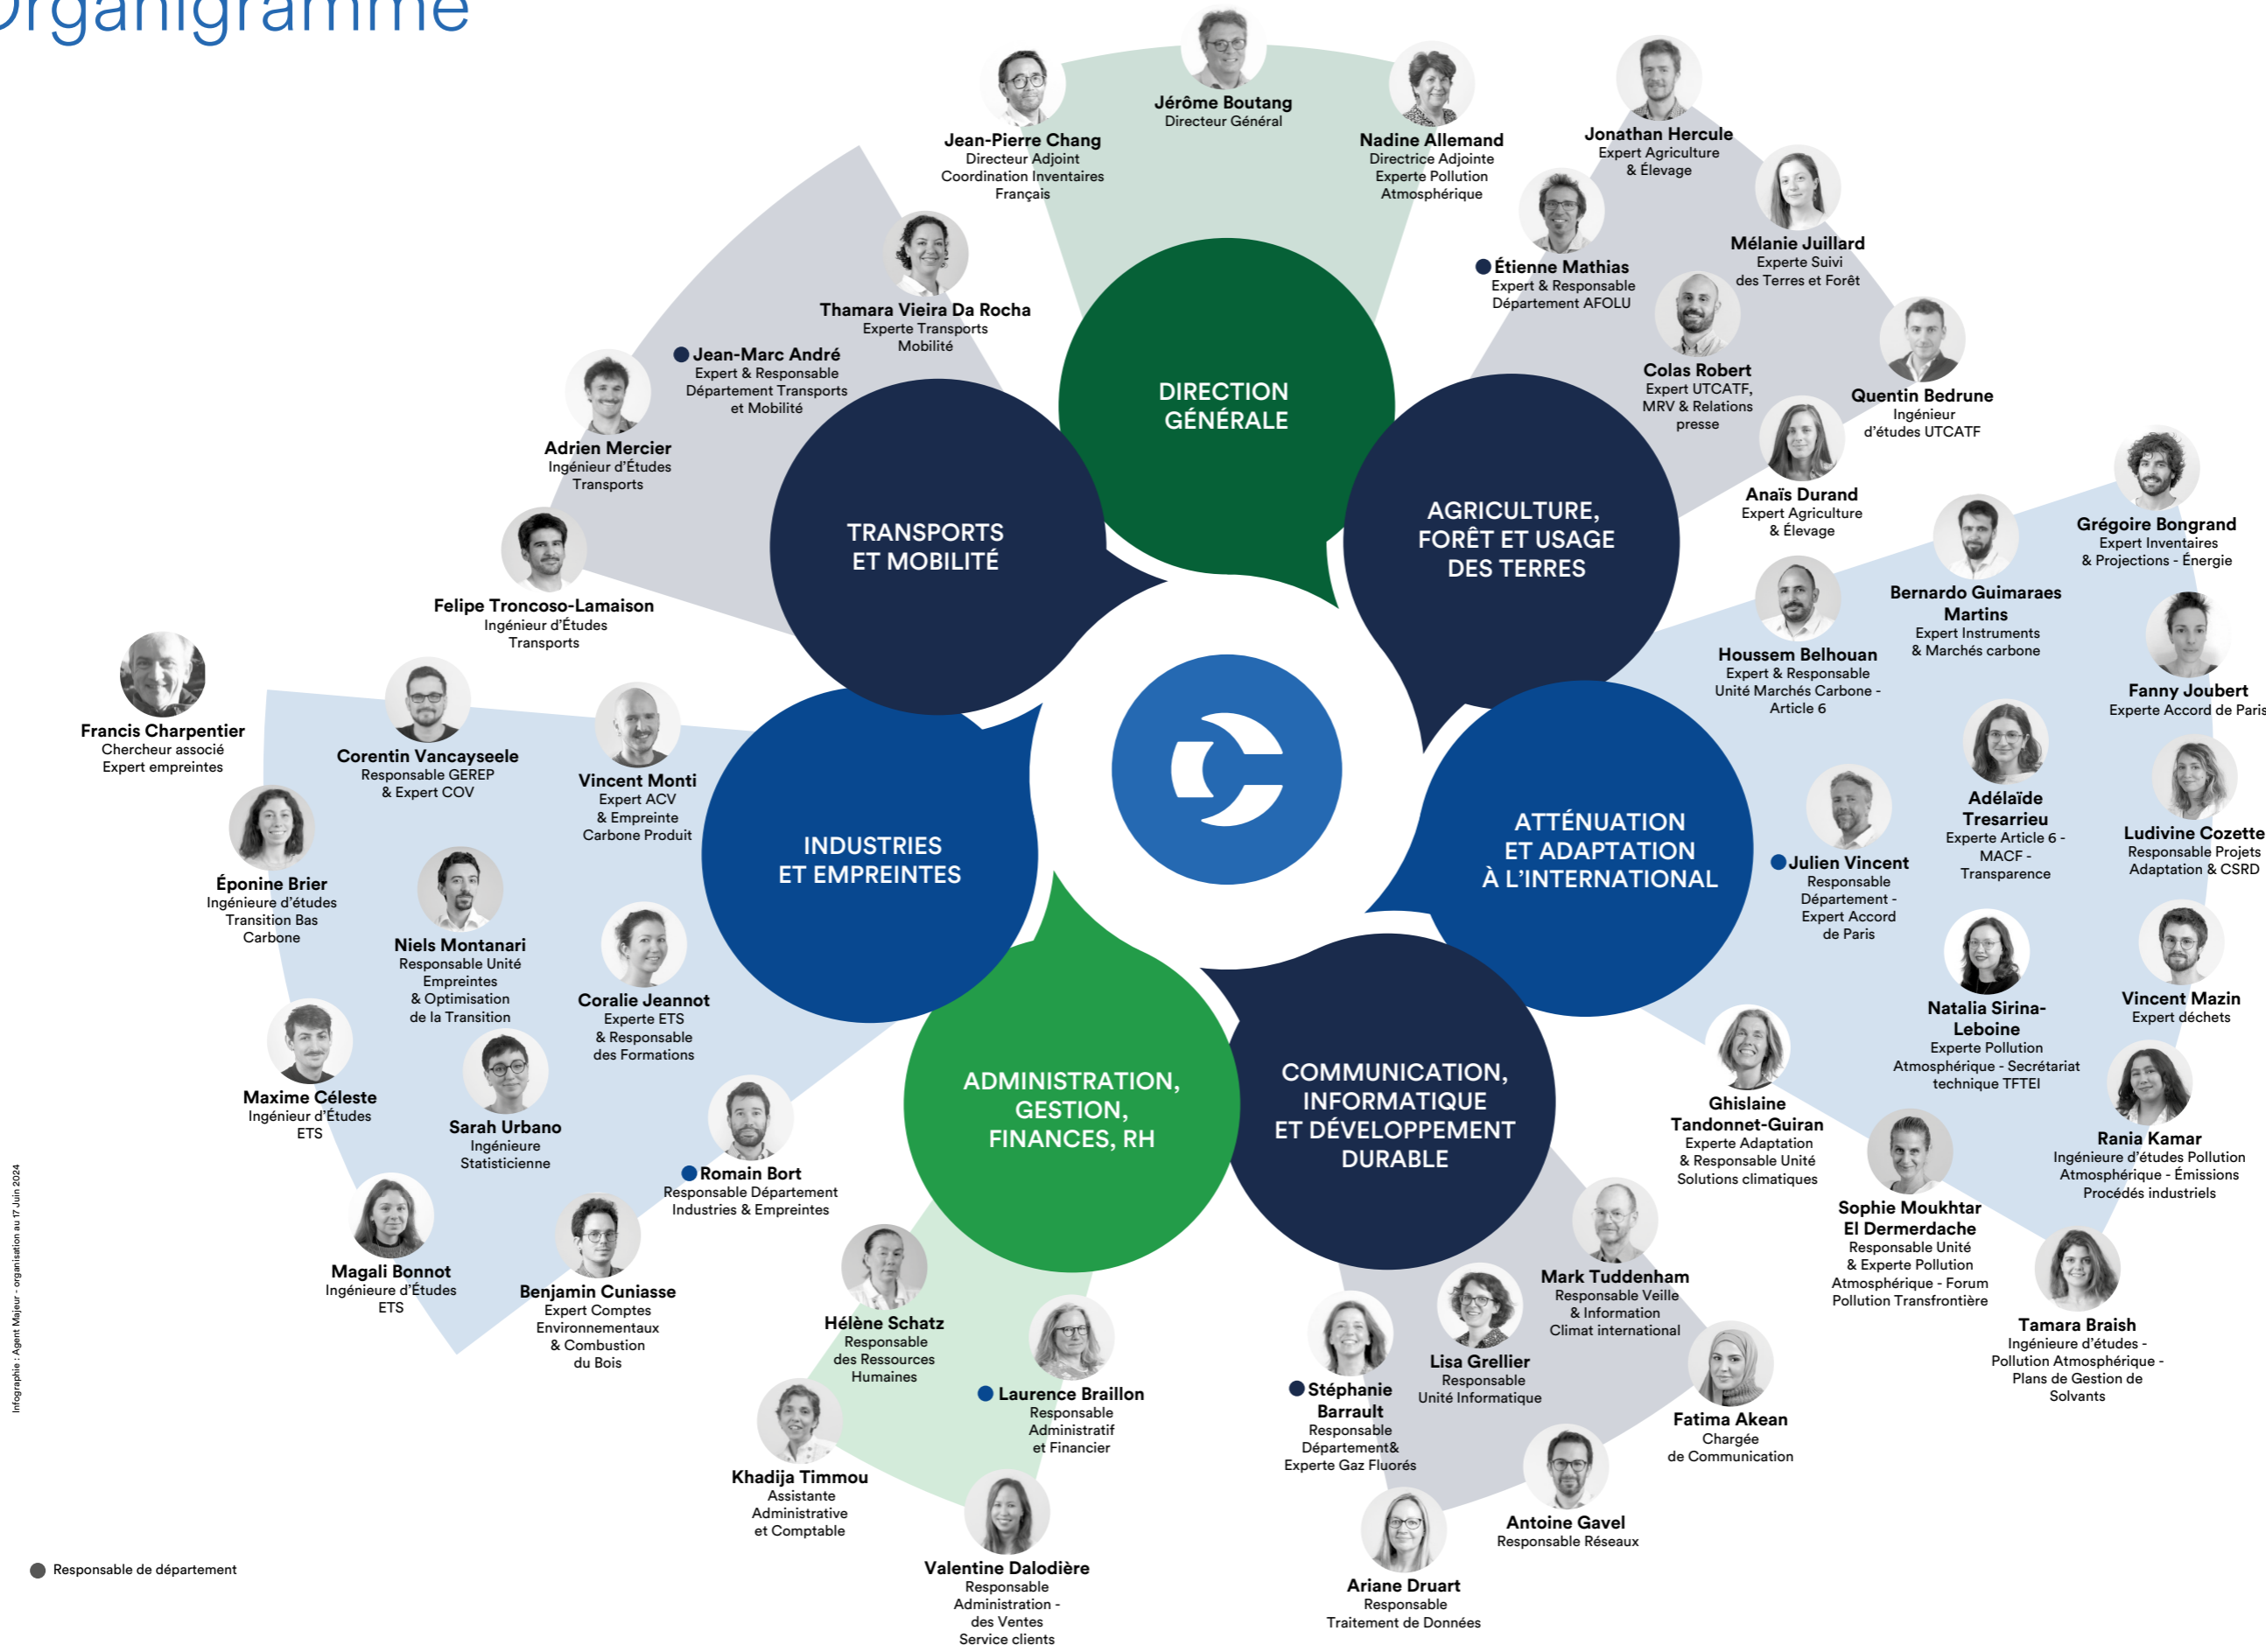 Organigramme
Jérôme Boutang
Directeur Général
Jean-Pierre Chang
Directeur Adjoint
Coordination Inventaires
Français
Nadine Allemand
Directrice Adjointe
Experte Pollution
Atmosphérique
DIRECTION
GÉNÉRALE
Jonathan Hercule
Expert Agriculture
& Élevage
Mélanie Juillard
Experte Suivi
des Terres et Forêt
Étienne Mathias
Expert & Responsable
Département AFOLU
Colas Robert
Expert UTCATF,
MRV & Relations
presse
Quentin Bedrune
Ingénieur
d'études UTCATF
Anaïs Durand
Expert Agriculture
& Élevage
AGRICULTURE,
FORÊT ET USAGE
DES TERRES
Grégoire Bongrand
Expert Inventaires
& Projections - Énergie
Bernardo Guimaraes
Martins
Expert Instruments
& Marchés carbone
Houssem Belhouan
Expert & Responsable
Unité Marchés Carbone -
Article 6
Fanny Joubert
Experte Accord de Paris
Adélaïde
Tresarrieu
Experte Article 6 -
MACF -
Transparence
Ludivine Cozette
Responsable Projets
Adaptation & CSRD
Julien Vincent
Responsable
Département -
Expert Accord
de Paris
Natalia Sirina-
Leboine
Experte Pollution
Atmosphérique - Secrétariat
technique TFTEI
Vincent Mazin
Expert déchets
Ghislaine
Tandonnet-Guiran
Experte Adaptation
& Responsable Unité
Solutions climatiques
Rania Kamar
Ingénieure d'études Pollution
Atmosphérique - Émissions
Procédés industriels
Sophie Moukhtar
El Dermerdache
Responsable Unité
& Experte Pollution
Atmosphérique - Forum
Pollution Transfrontière
Tamara Braish
Ingénieure d'études -
Pollution Atmosphérique -
Plans de Gestion de
Solvants
ATTÉNUATION
ET ADAPTATION
À L'INTERNATIONAL
COMMUNICATION,
INFORMATIQUE
ET DÉVELOPPEMENT
DURABLE
Mark Tuddenham
Responsable Veille
& Information
Climat international
Lisa Grellier
Responsable
Unité Informatique
Stéphanie
Barrault
Responsable
Département&
Experte Gaz Fluorés
Fatima Akean
Chargée
de Communication
Antoine Gavel
Responsable Réseaux
Ariane Druart
Responsable
Traitement de Données
ADMINISTRATION,
GESTION,
FINANCES, RH
Hélène Schatz
Responsable
des Ressources
Humaines
Laurence Braillon
Responsable
Administratif
et Financier
Khadija Timmou
Assistante
Administrative
et Comptable
Valentine Dalodière
Responsable
Administration -
des Ventes
Service clients
INDUSTRIES
ET EMPREINTES
Francis Charpentier
Chercheur associé
Expert empreintes
Corentin Vancayseele
Responsable GEREP
& Expert COV
Vincent Monti
Expert ACV
& Empreinte
Carbone Produit
Éponine Brier
Ingénieure d'études
Transition Bas
Carbone
Niels Montanari
Responsable Unité
Empreintes
& Optimisation
de la Transition
Coralie Jeannot
Experte ETS
& Responsable
des Formations
Maxime Céleste
Ingénieur d'Études
ETS
Sarah Urbano
Ingénieure
Statisticienne
Romain Bort
Responsable Département
Industries & Empreintes
Magali Bonnot
Ingénieure d'Études
ETS
Benjamin Cuniasse
Expert Comptes
Environnementaux
& Combustion
du Bois
TRANSPORTS
ET MOBILITÉ
Thamara Vieira Da Rocha
Experte Transports
Mobilité
Jean-Marc André
Expert & Responsable
Département Transports
et Mobilité
Adrien Mercier
Ingénieur d'Études
Transports
Felipe Troncoso-Lamaison
Ingénieur d'Études
Transports
Infographie : Agent Majeur - organisation au 17 Juin 2024
Responsable de département